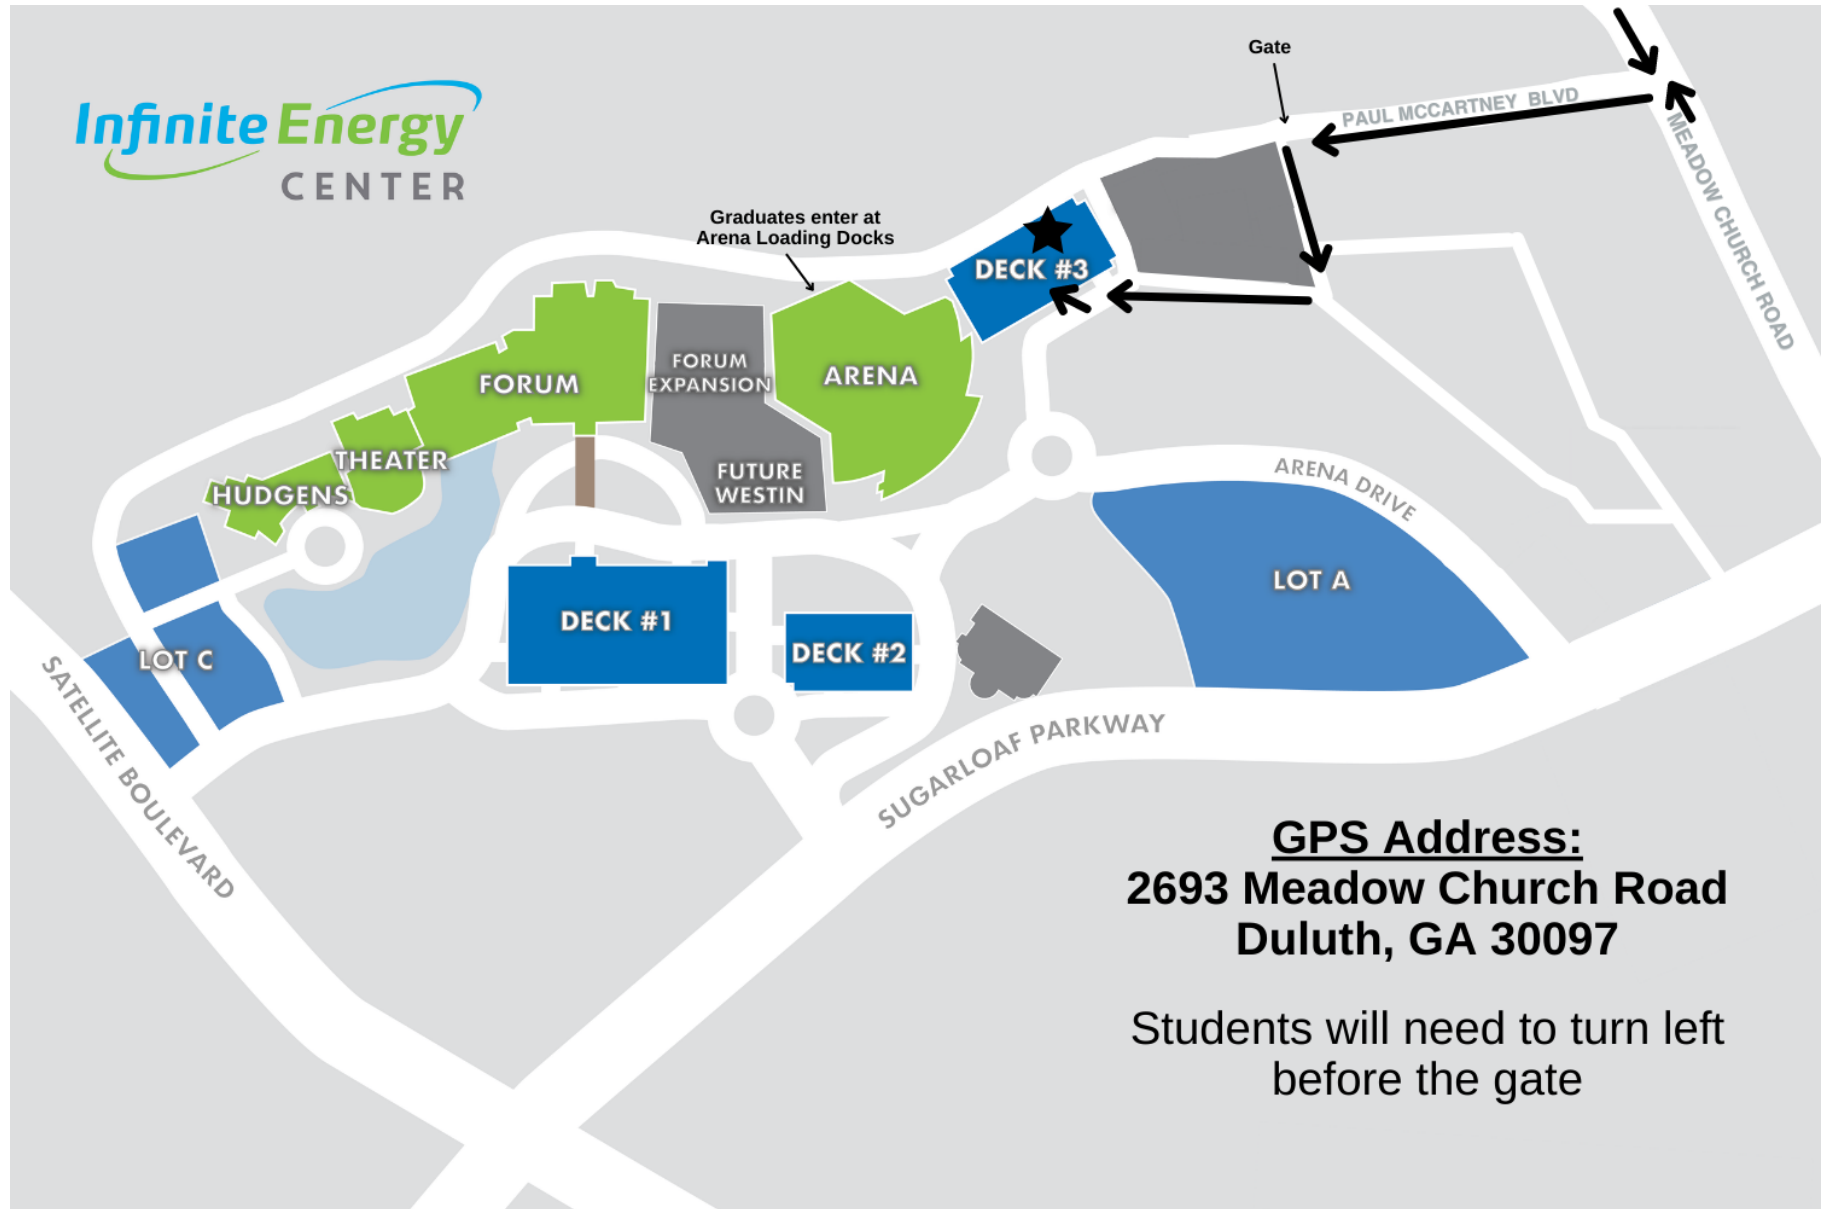 Infinite Energy
CENTER
Gate
PAUL MCCARTNEY BLVD
MEADOW CHURCH ROAD
Graduates enter at
Arena Loading Docks
DECK #3
FORUM
FORUM
EXPANSION
ARENA
THEATER
HUDGENS
FUTURE
WESTIN
ARENA DRIVE
LOT A
DECK #1
DECK #2
LOT C
SATELLITE BOULEVARD
SUGARLOAF PARKWAY
GPS Address:
2693 Meadow Church Road
Duluth, GA 30097
Students will need to turn left
before the gate